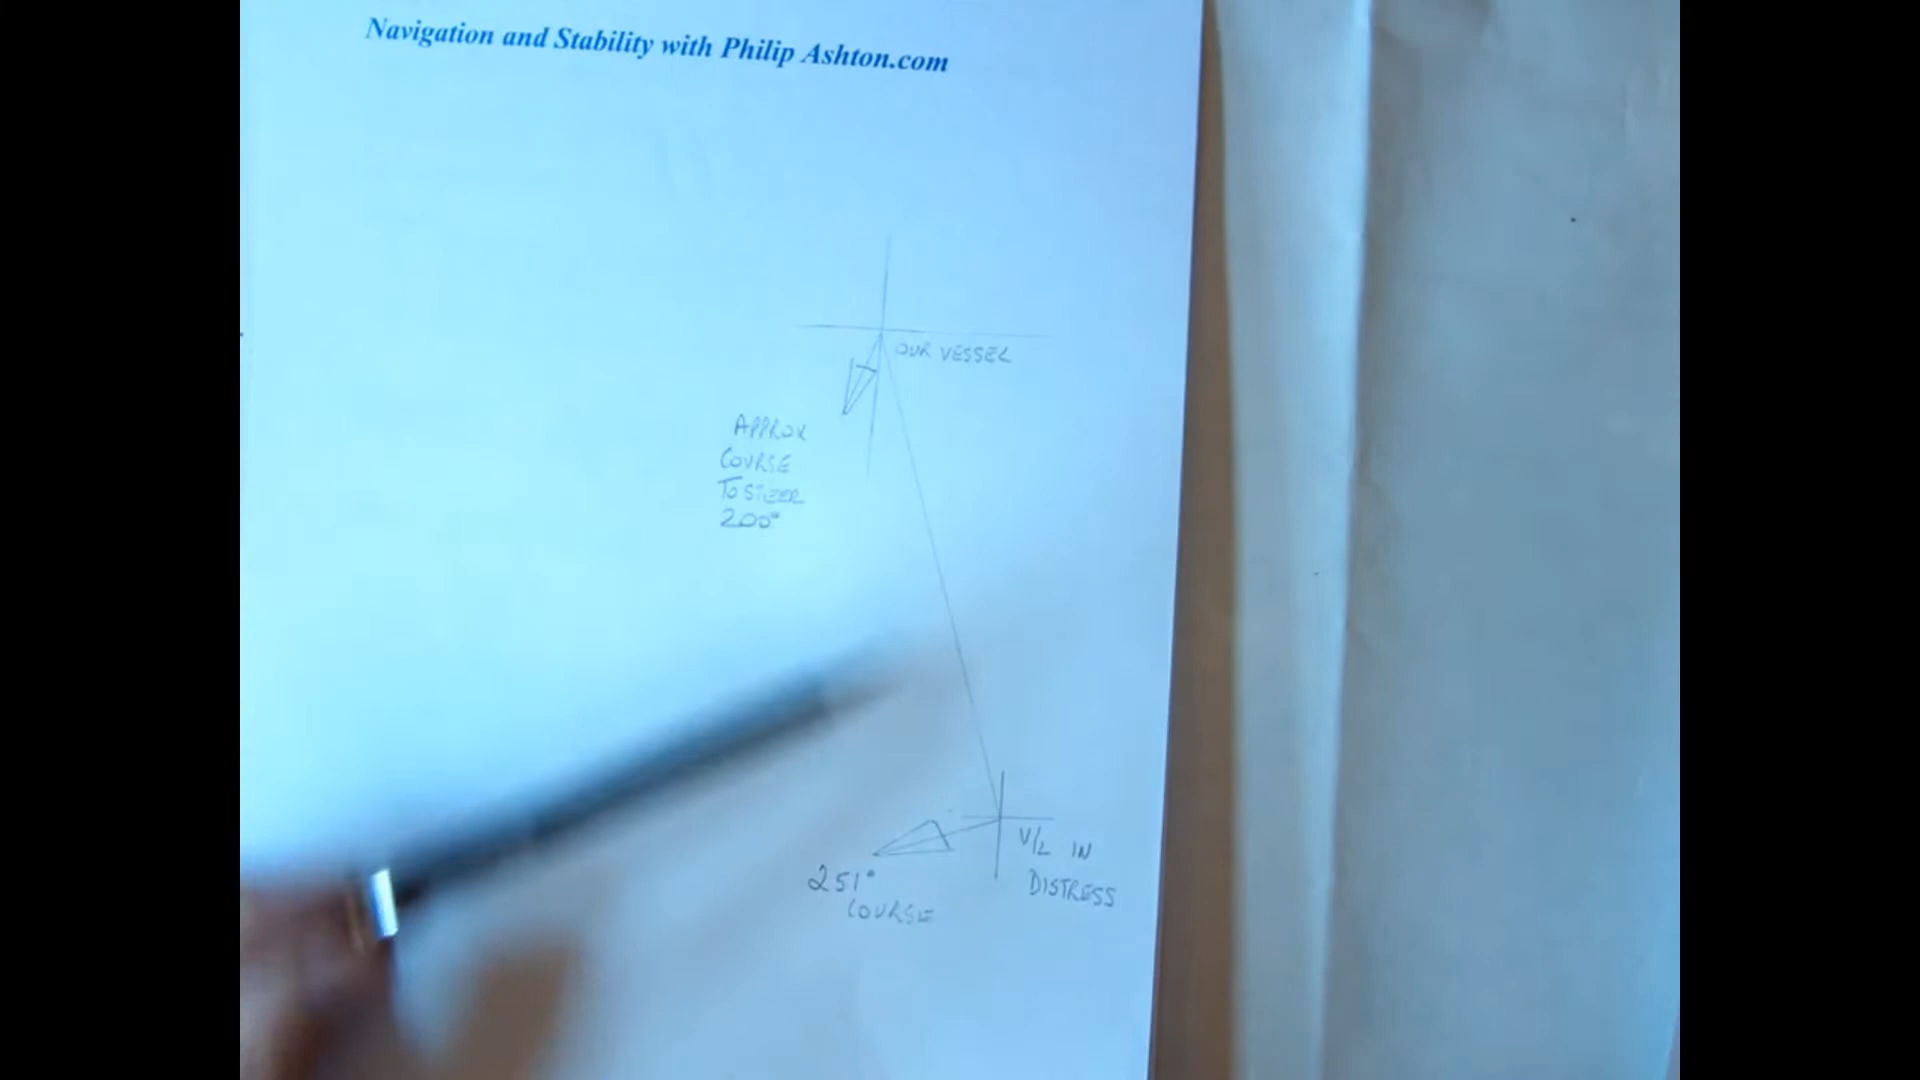 Navigation and Stability with Philip Ashton.com
OUR VESSEL
APPROX
COURSE
TO STEER
200°
V/L IN
DISTRESS
251°
COURSE